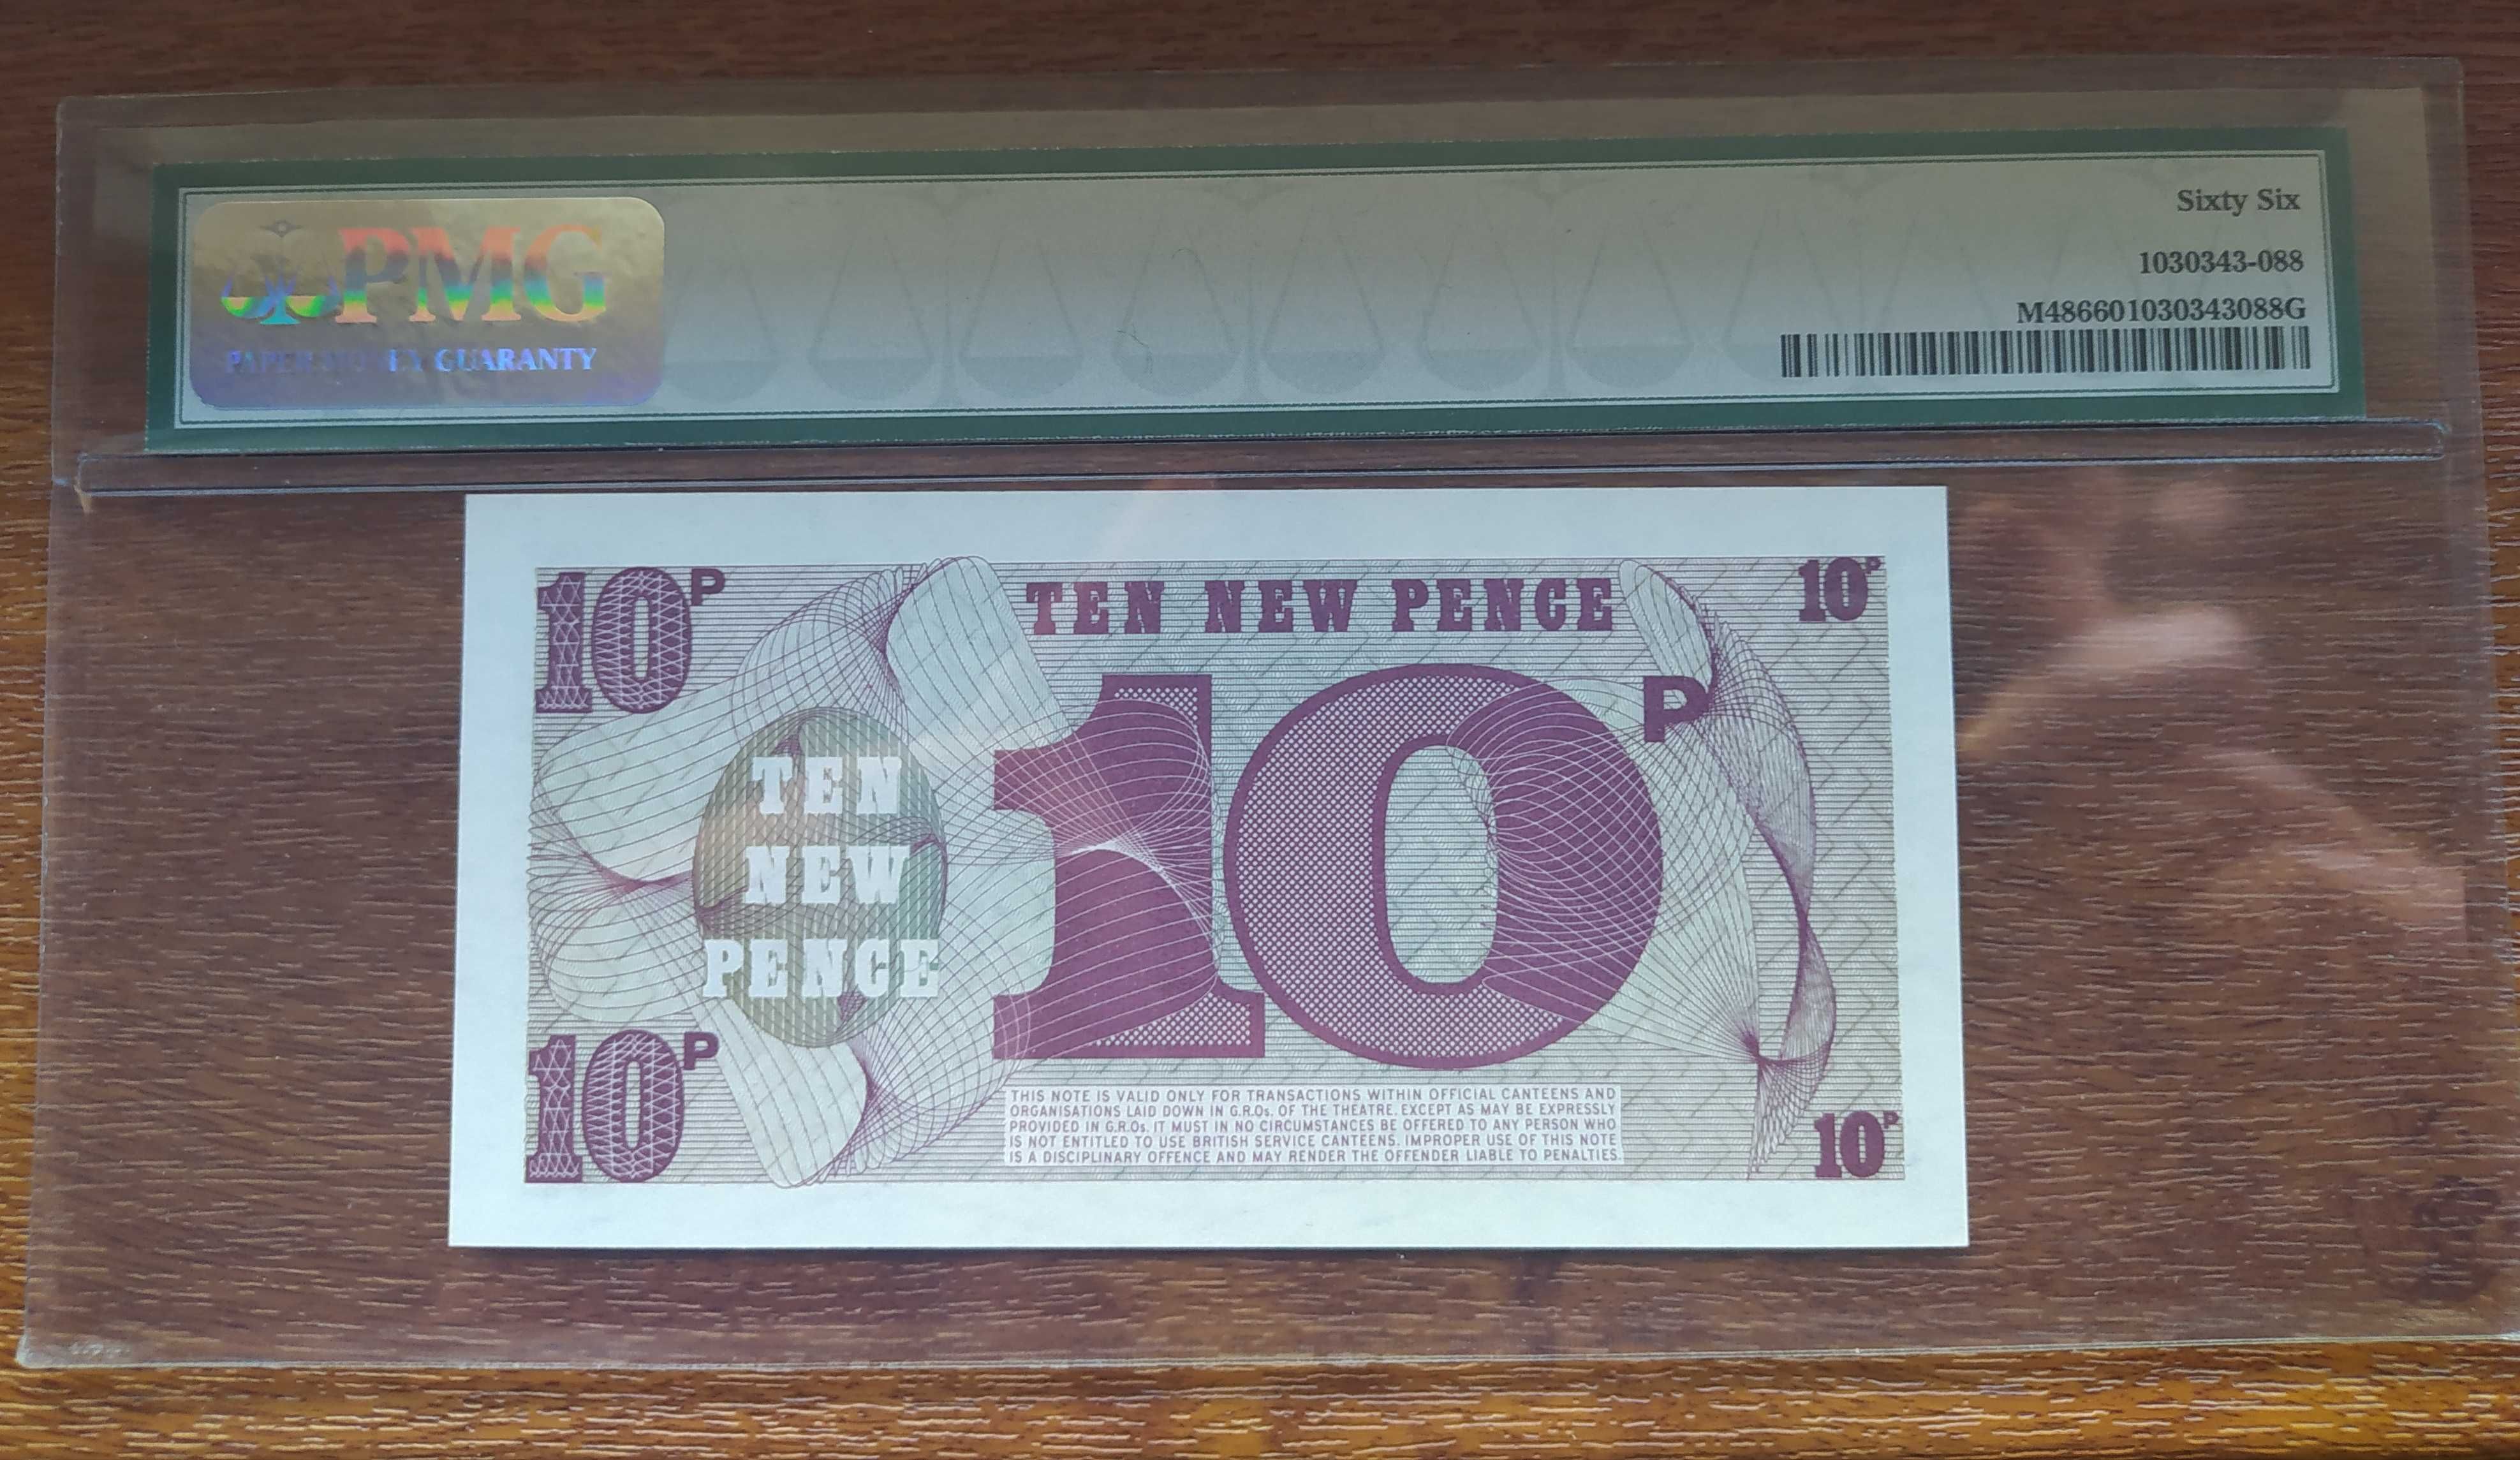 PMG
PAPER MONEY GUARANTY
Sixty Six
1030343-088
M486601030343088G
10P
TEN NEW PENCE
10P
10P
TEN
NEW
PENCE
10P
THIS NOTE IS VALID ONLY FOR TRANSACTIONS WITHIN OFFICIAL CANTEENS AND
ORGANISATIONS LAID DOWN IN G.R.Os. OF THE THEATRE. EXCEPT AS MAY BE EXPRESSLY
PROVIDED IN G.R.Os. IT MUST IN NO CIRCUMSTANCES BE OFFERED TO ANY PERSON WHO
IS NOT ENTITLED TO USE BRITISH SERVICE CANTEENS. IMPROPER USE OF THIS NOTE
IS A DISCIPLINARY OFFENCE AND MAY RENDER THE OFFENDER LIABLE TO PENALTIES.
10P